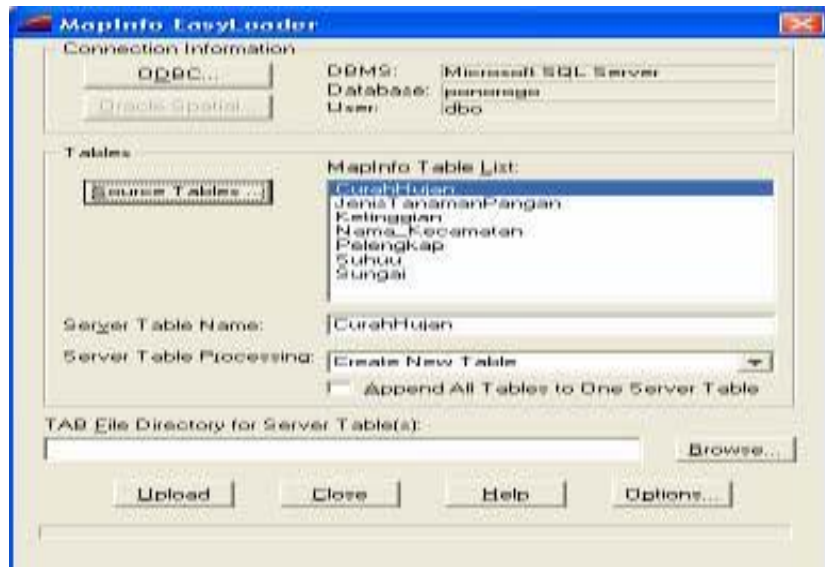 MapInfo EasyLoader
Connection Information
ODBC...
DBMS: Microsoft SQL Server
Oracle Spatial...
Database: ponorogo
User: dbo
Tables
MapInfo Table List:
Source Tables...
CurahHujan
JenisTanamanPangan
Ketinggian
Nama_Kecamatan
Pelengkap
Suhuu
Sungai
Server Table Name: CurahHujan
Server Table Processing: Create New Table
Append All Tables to One Server Table
TAB File Directory for Server Table(s):
Browse...
Upload Close Help Options...